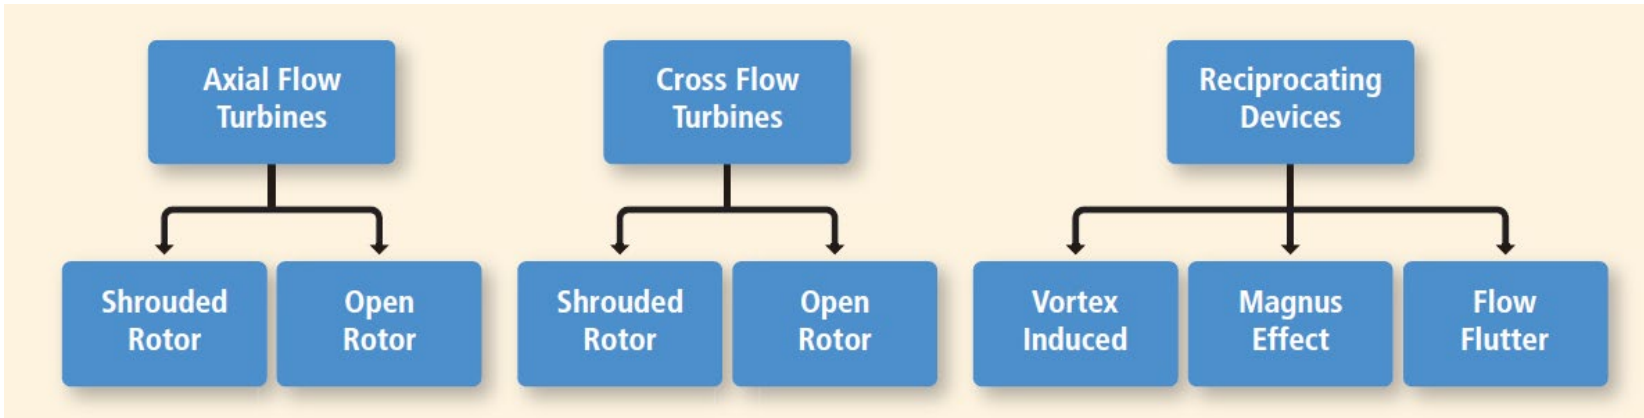 Axial Flow
Turbines
Cross Flow
Turbines
Reciprocating
Devices
Shrouded
Rotor
Open
Rotor
Shrouded
Rotor
Open
Rotor
Vortex
Induced
Magnus
Effect
Flow
Flutter